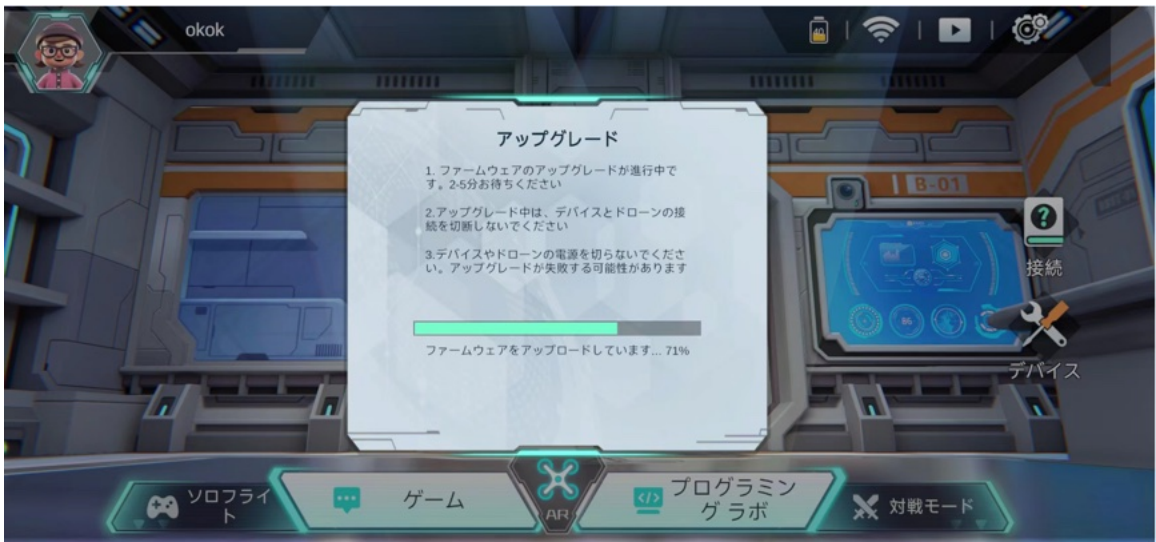 okok
40
アップグレード
1. ファームウェアのアップグレードが進行中で
す。2-5分お待ちください
2.アップグレード中は、デバイスとドローンの接
続を切断しないでください
3.デバイスやドローンの電源を切らないでくださ
い。アップグレードが失敗する可能性があります
ファームウェアをアップロードしています... 71%
B-01
86
接続
デバイス
ソロフライ
ト
ゲーム
AR
プログラミン
グ ラボ
対戦モード